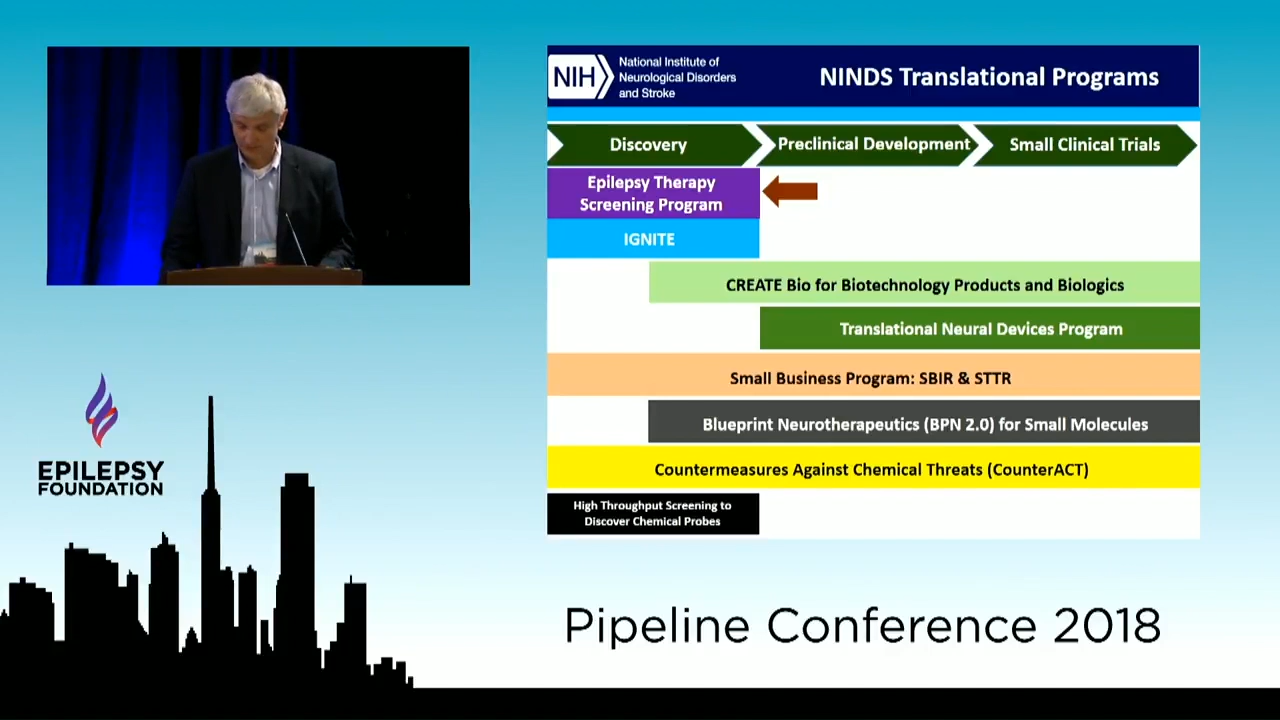 NIH
National Institute of
Neurological Disorders
and Stroke
NINDS Translational Programs
Discovery
Preclinical Development
Small Clinical Trials
Epilepsy Therapy
Screening Program
IGNITE
CREATE Bio for Biotechnology Products and Biologics
Translational Neural Devices Program
Small Business Program: SBIR & STTR
Blueprint Neurotherapeutics (BPN 2.0) for Small Molecules
Countermeasures Against Chemical Threats (CounterACT)
High Throughput Screening to
Discover Chemical Probes
EPILEPSY
FOUNDATION
Pipeline Conference 2018